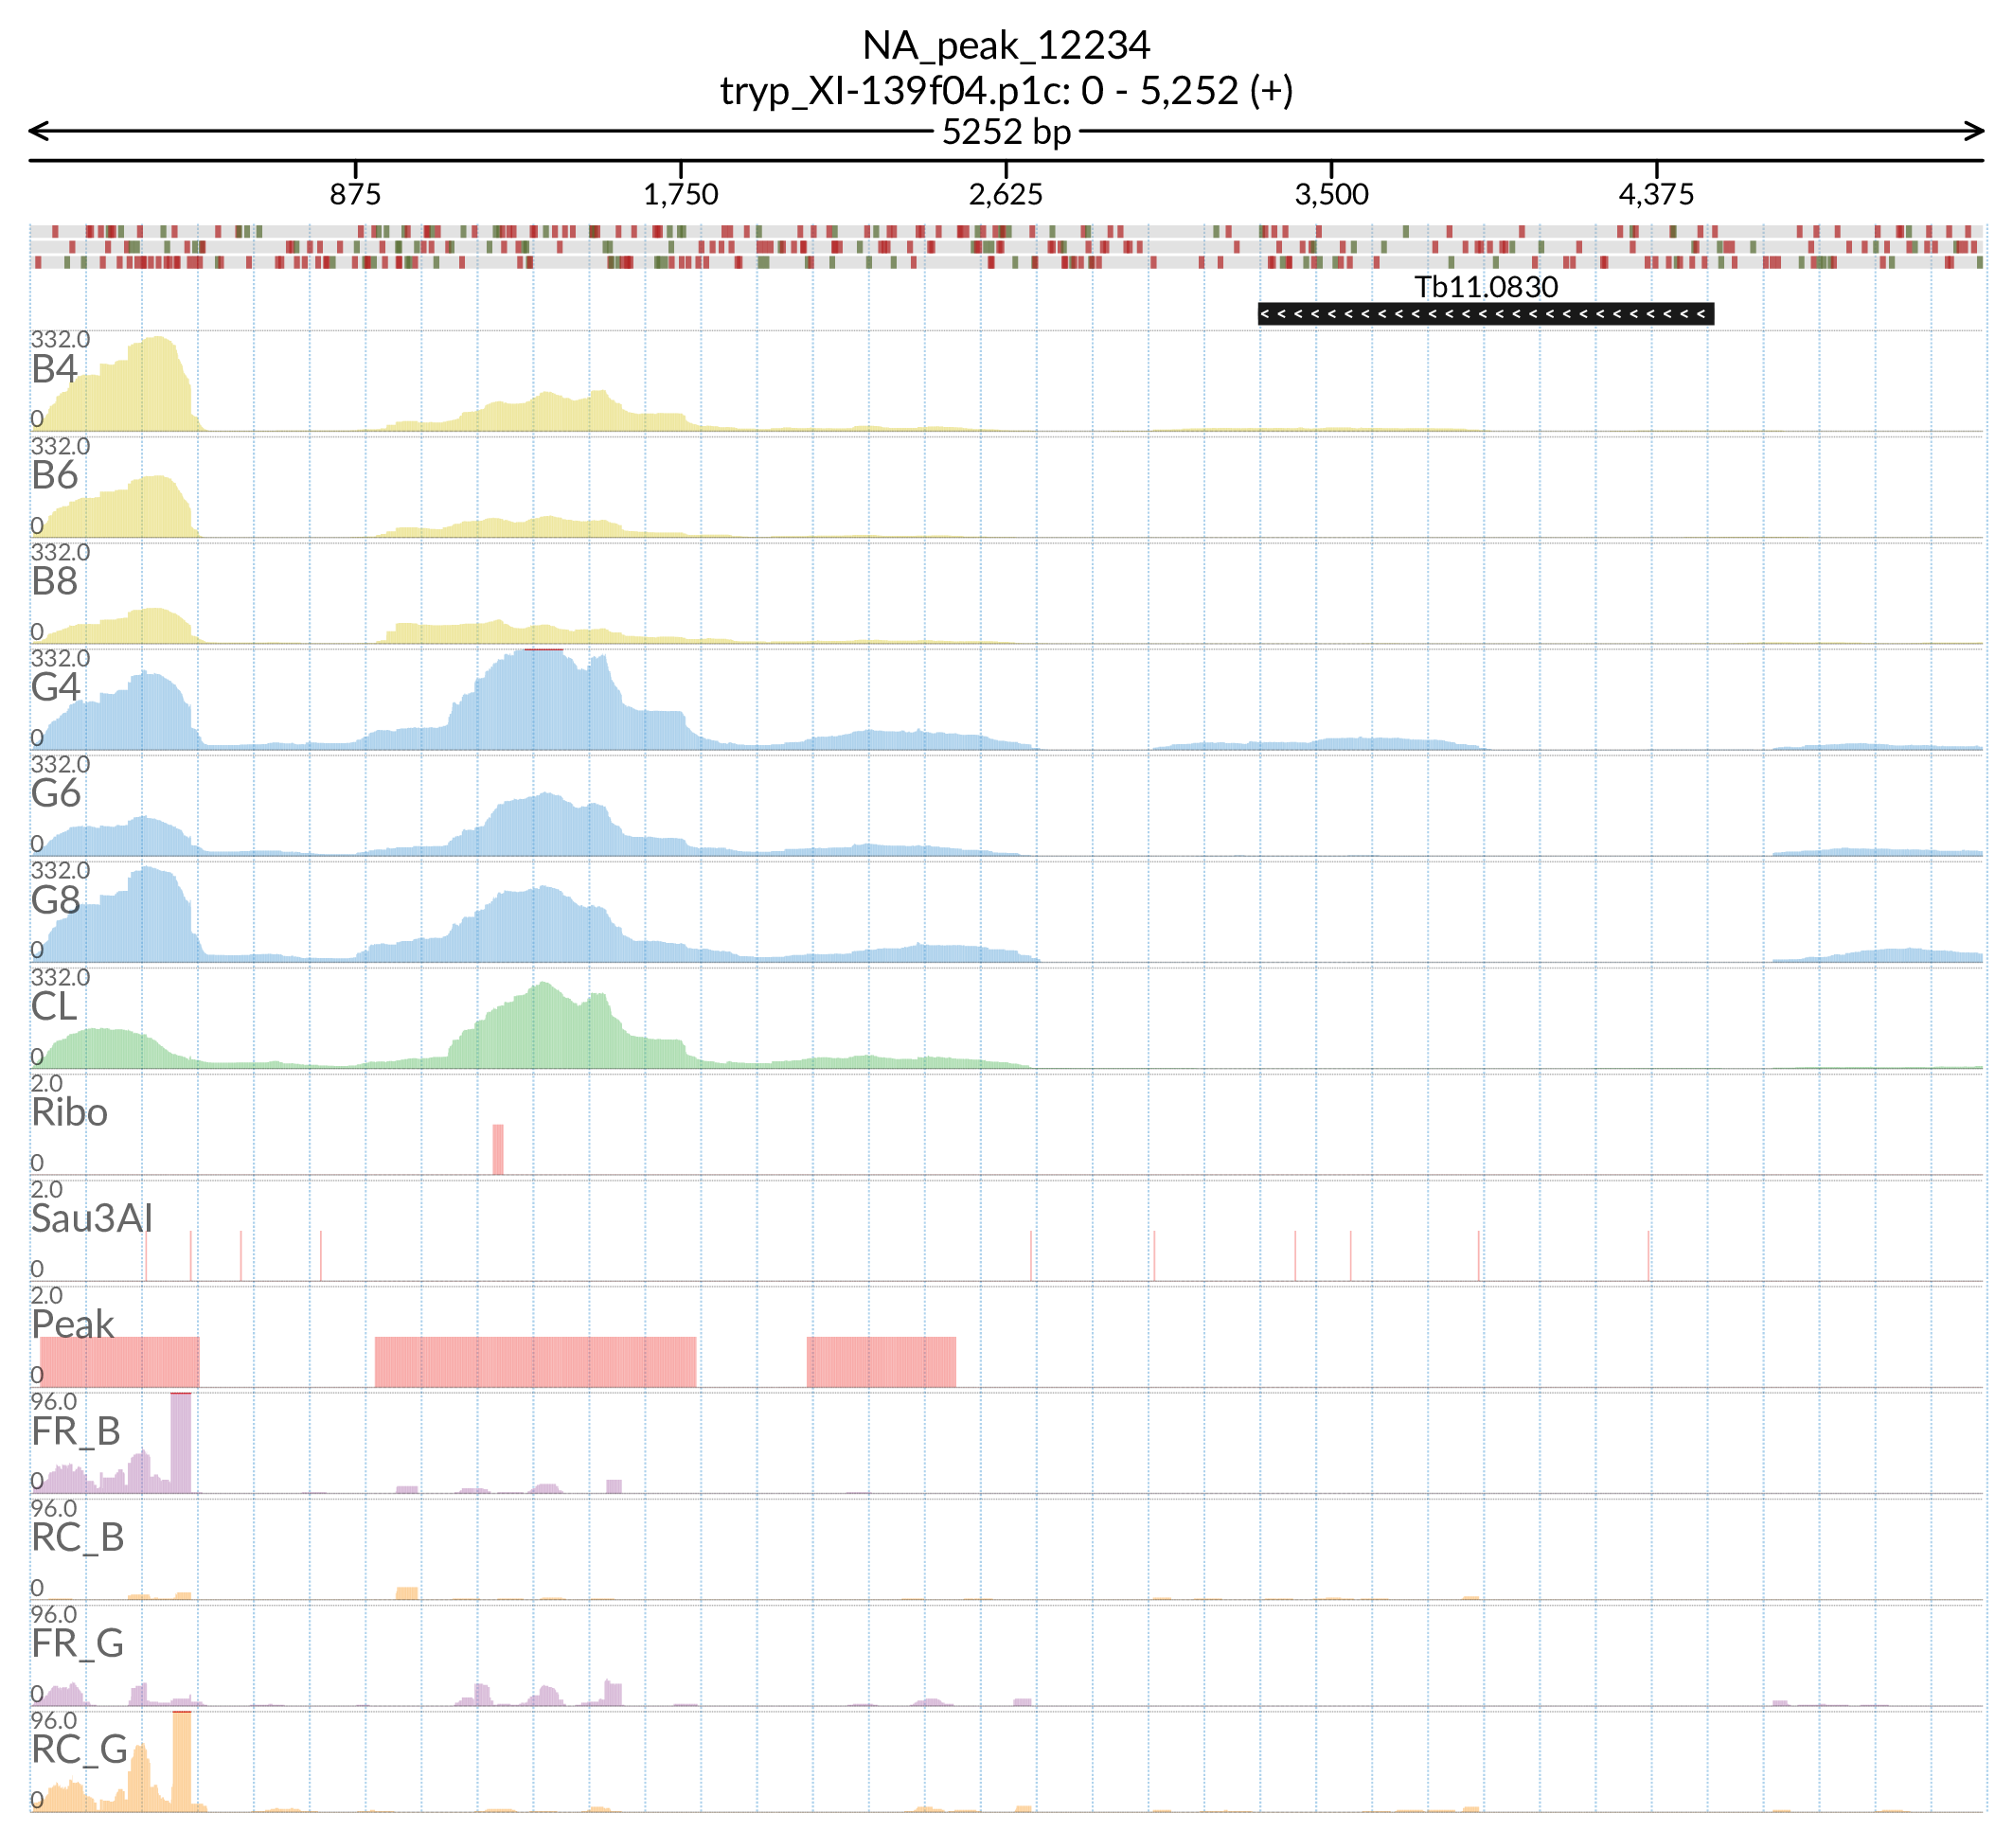 NA_peak_12234
tryp_XI-139f04.p1c: 0 - 5,252 (+)
5252 bp
875 1,750 2,625 3,500 4,375
Tb11.0830
332.0
B4
0
332.0
B6
0
332.0
B8
0
332.0
G4
0
332.0
G6
0
332.0
G8
0
332.0
CL
0
2.0
Ribo
0
2.0
Sau3AI
0
2.0
Peak
0
96.0
FR_B
0
96.0
RC_B
0
96.0
FR_G
0
96.0
RC_G
0